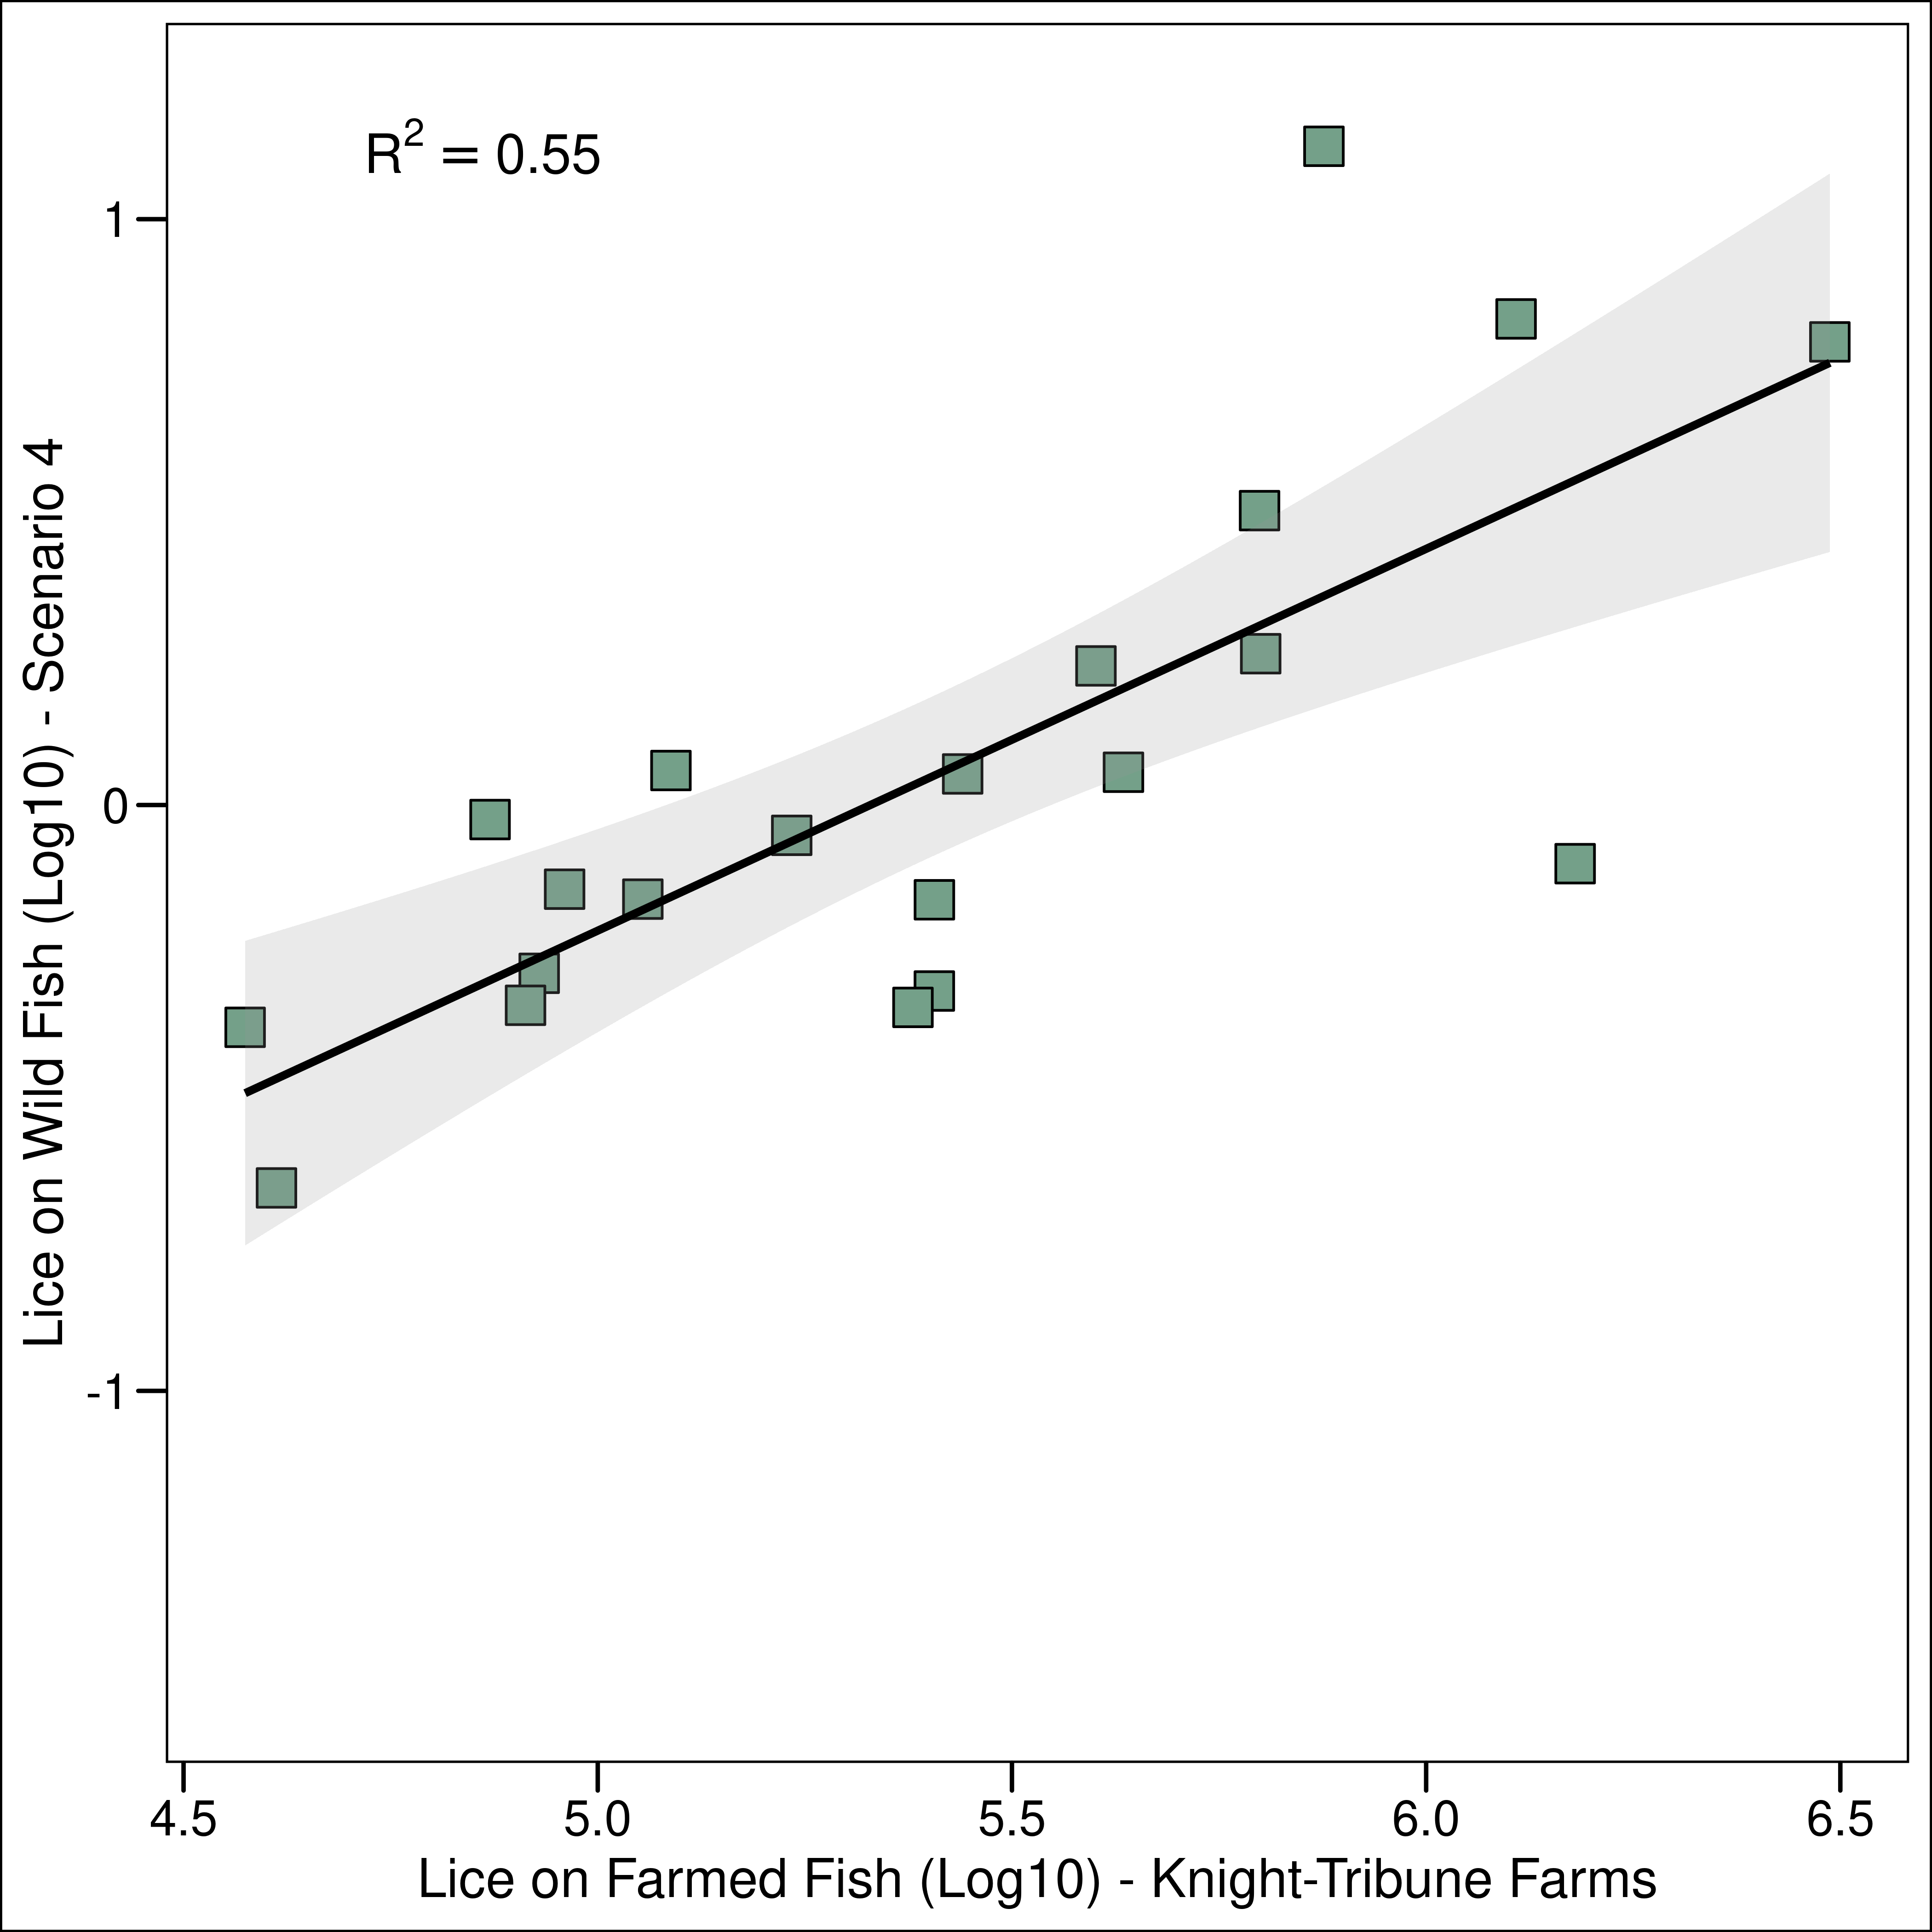 R² = 0.55
1
0
-1
Lice on Wild Fish (Log10) - Scenario 4
4.5 5.0 5.5 6.0 6.5
Lice on Farmed Fish (Log10) - Knight-Tribune Farms